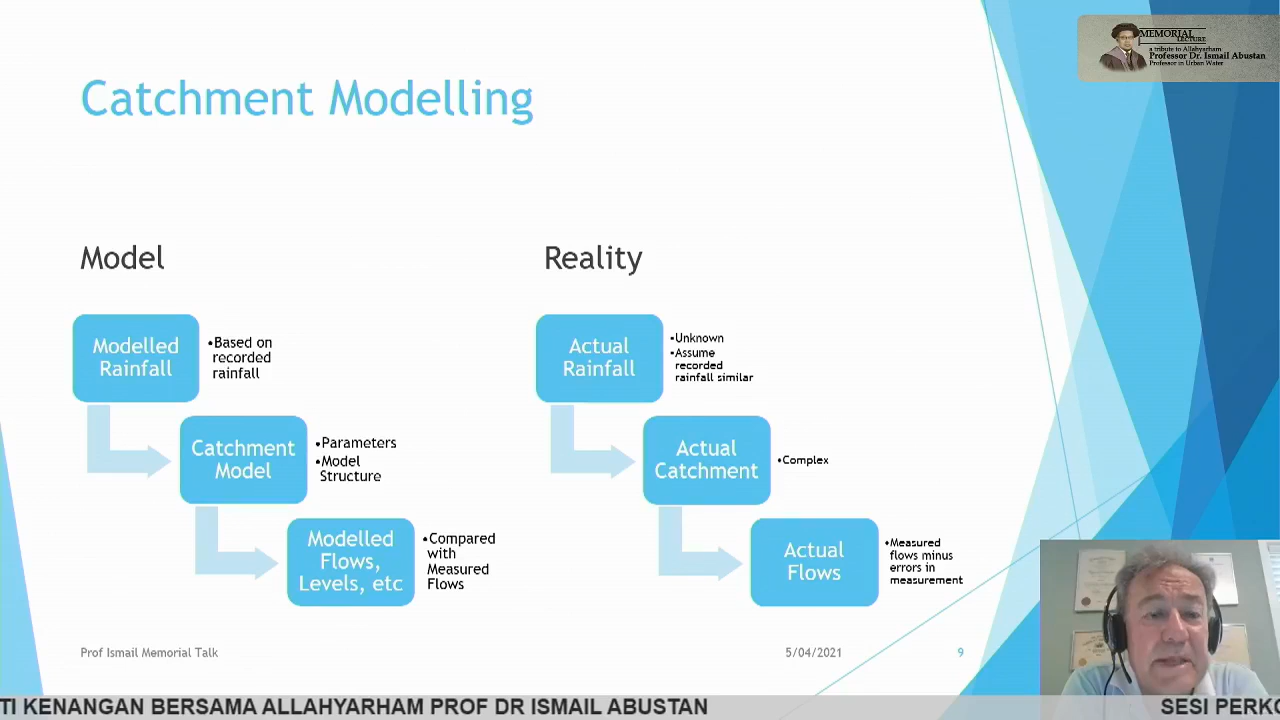 MEMORIAL
LECTURE
a tribute to Allahyarham
Professor Dr. Ismail Abustan
Professor in Urban Water
Catchment Modelling
Model
Modelled
Rainfall
•Based on
recorded
rainfall
Catchment
Model
•Parameters
•Model
Structure
Modelled
Flows,
Levels, etc
•Compared
with
Measured
Flows
Reality
Actual
Rainfall
•Unknown
•Assume
recorded
rainfall similar
Actual
Catchment
•Complex
Actual
Flows
•Measured
flows minus
errors in
measurement
Prof Ismail Memorial Talk
5/04/2021
9
TI KENANGAN BERSAMA ALLAHYARHAM PROF DR ISMAIL ABUSTAN
SESI PERKO